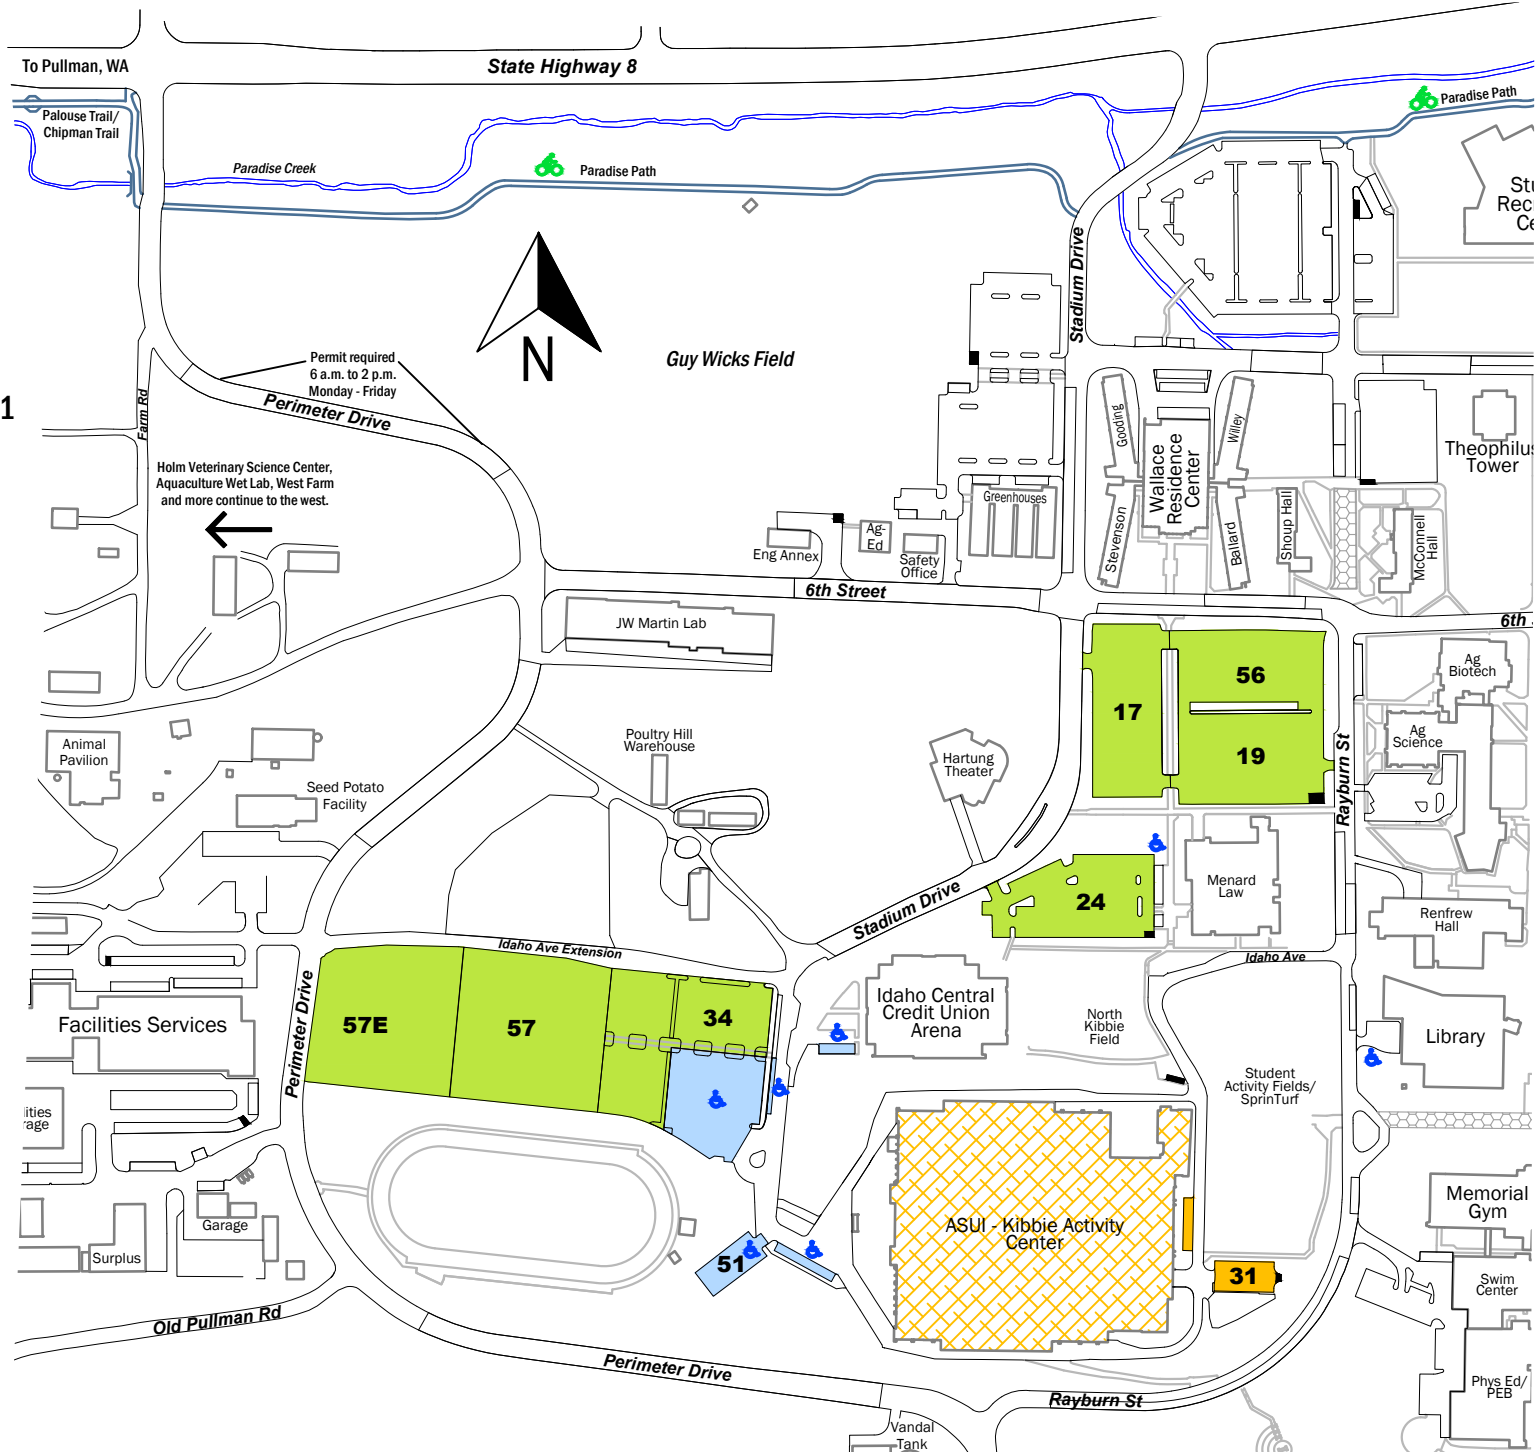 To Pullman, WA
State Highway 8
Palouse Trail/
Chipman Trail
Paradise Path
Paradise Creek
Paradise Path
Stadium Drive
N
Guy Wicks Field
Permit required
6 a.m. to 2 p.m.
Monday - Friday
1
Farm Rd
Perimeter Drive
Holm Veterinary Science Center,
Aquaculture Wet Lab, West Farm
and more continue to the west.
Gooding
Willey
Wallace
Residence
Center
Stevenson
Ballard
Shoup Hall
McConnell
Hall
Tower
Greenhouses
Eng Annex
Ag-
Ed
Safety
Office
6th Street
6th
JW Martin Lab
Ag
Biotech
Ag
Science
17
56
19
Rayburn St
Animal
Pavilion
Seed Potato
Facility
Poultry Hill
Warehouse
Hartung
Theater
Stadium Drive
24
Menard
Law
Renfrew
Hall
Idaho Ave
Idaho Ave Extension
Perimeter Drive
Facilities Services
57E
57
34
Idaho Central
Credit Union
Arena
North
Kibbie
Field
Library
Student
Activity Fields/
SprinTurf
Memorial
Gym
ASUI - Kibbie Activity
Center
Garage
Surplus
51
31
Swim
Center
Old Pullman Rd
Perimeter Drive
Rayburn St
Phys Ed/
PEB
Vandal
Tank